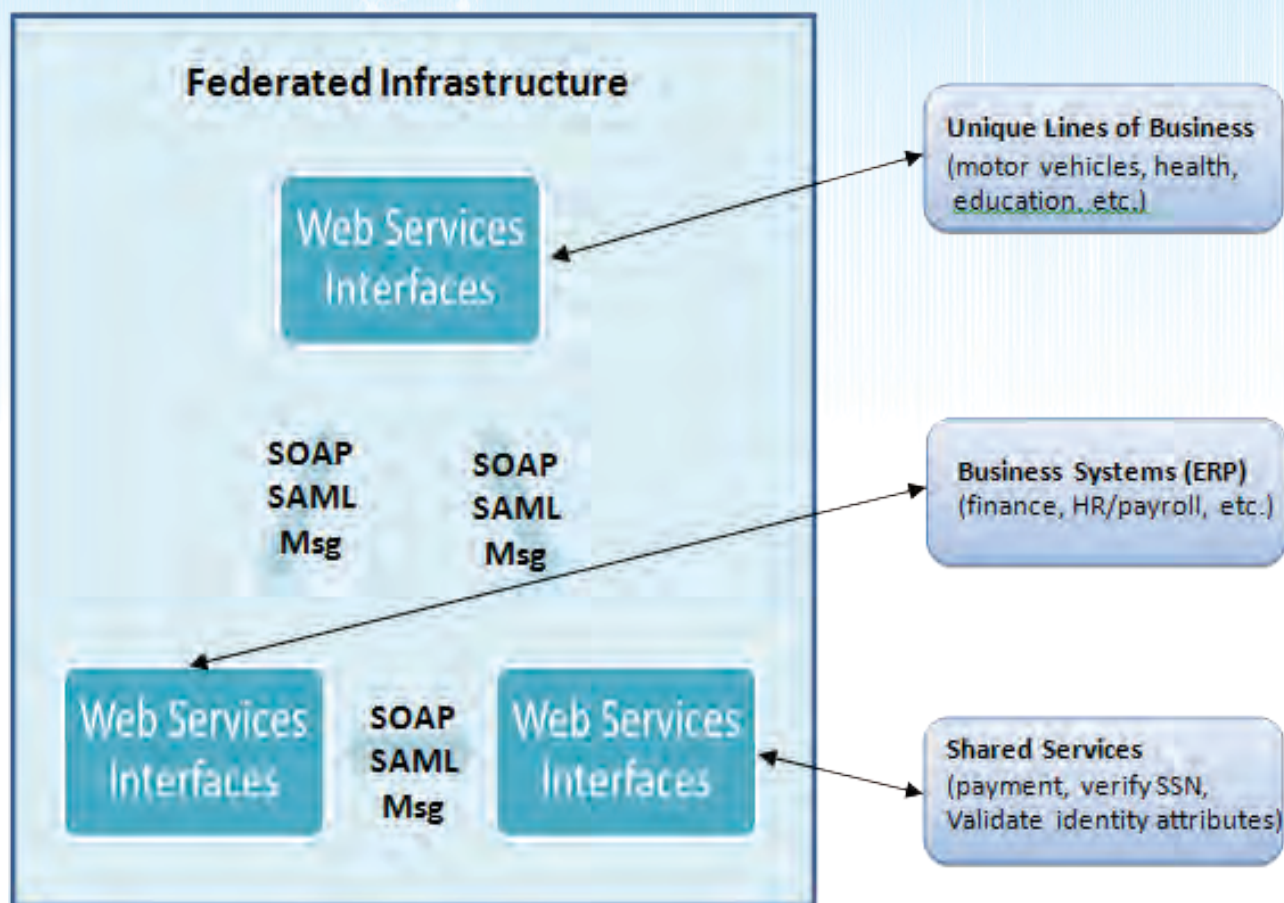 Federated Infrastructure
Web Services
Interfaces
Unique Lines of Business
(motor vehicles, health,
education, etc.)
SOAP
SAML
Msg
SOAP
SAML
Msg
Business Systems (ERP)
(finance, HR/payroll, etc.)
Web Services
Interfaces
SOAP
SAML
Msg
Web Services
Interfaces
Shared Services
(payment, verify SSN,
Validate identity attributes)